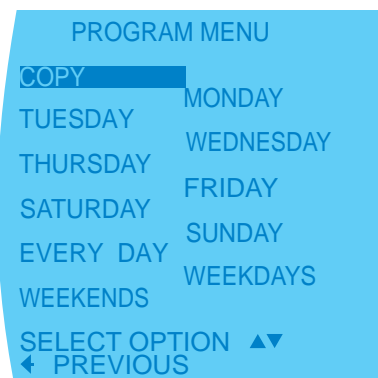 PROGRAM MENU
COPY
MONDAY
TUESDAY
WEDNESDAY
THURSDAY
FRIDAY
SATURDAY
SUNDAY
EVERY DAY
WEEKDAYS
WEEKENDS
SELECT OPTION ▲▼
PREVIOUS